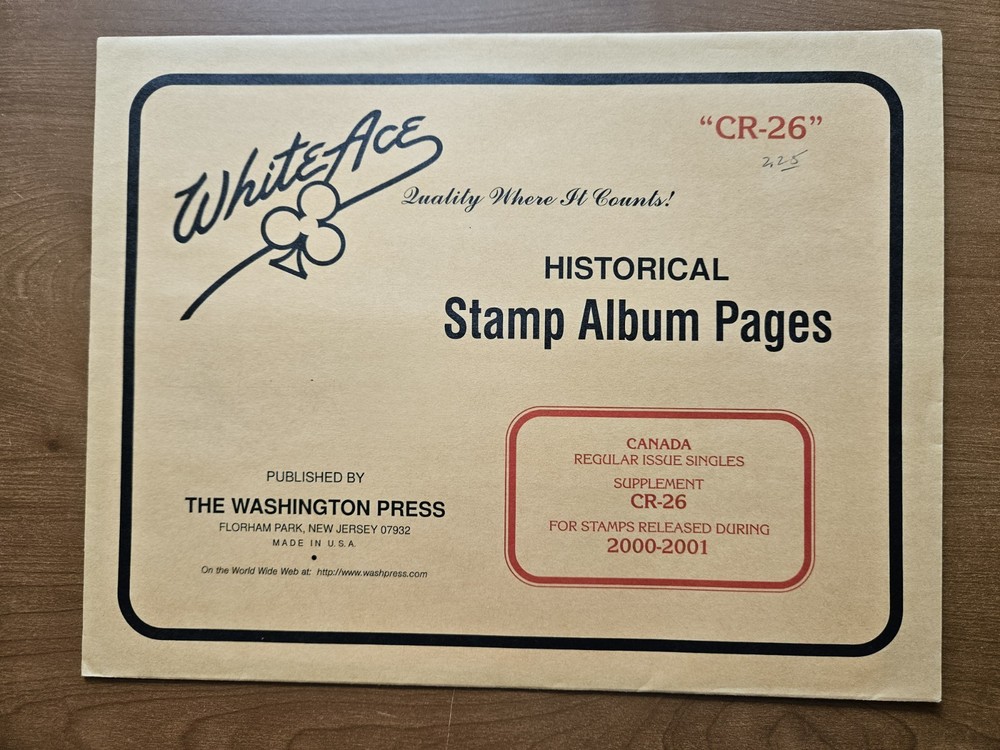 White Ace
"CR-26"
2.25
Quality Where It Counts!
HISTORICAL
Stamp Album Pages
PUBLISHED BY
THE WASHINGTON PRESS
FLORHAM PARK, NEW JERSEY 07932
MADE IN U.S.A.
On the World Wide Web at: http://www.washpress.com
CANADA
REGULAR ISSUE SINGLES
SUPPLEMENT
CR-26
FOR STAMPS RELEASED DURING
2000-2001